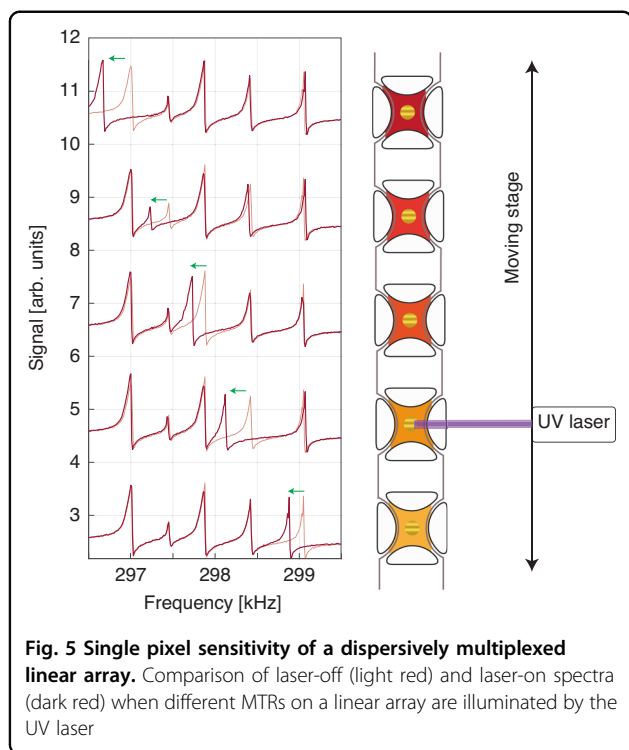 12
11
10
9
8
7
6
5
4
3
Signal [arb. units]
297
298
299
Frequency [kHz]
Moving stage
UV laser
Fig. 5 Single pixel sensitivity of a dispersively multiplexed
linear array. Comparison of laser-off (light red) and laser-on spectra
(dark red) when different MTRs on a linear array are illuminated by the
UV laser